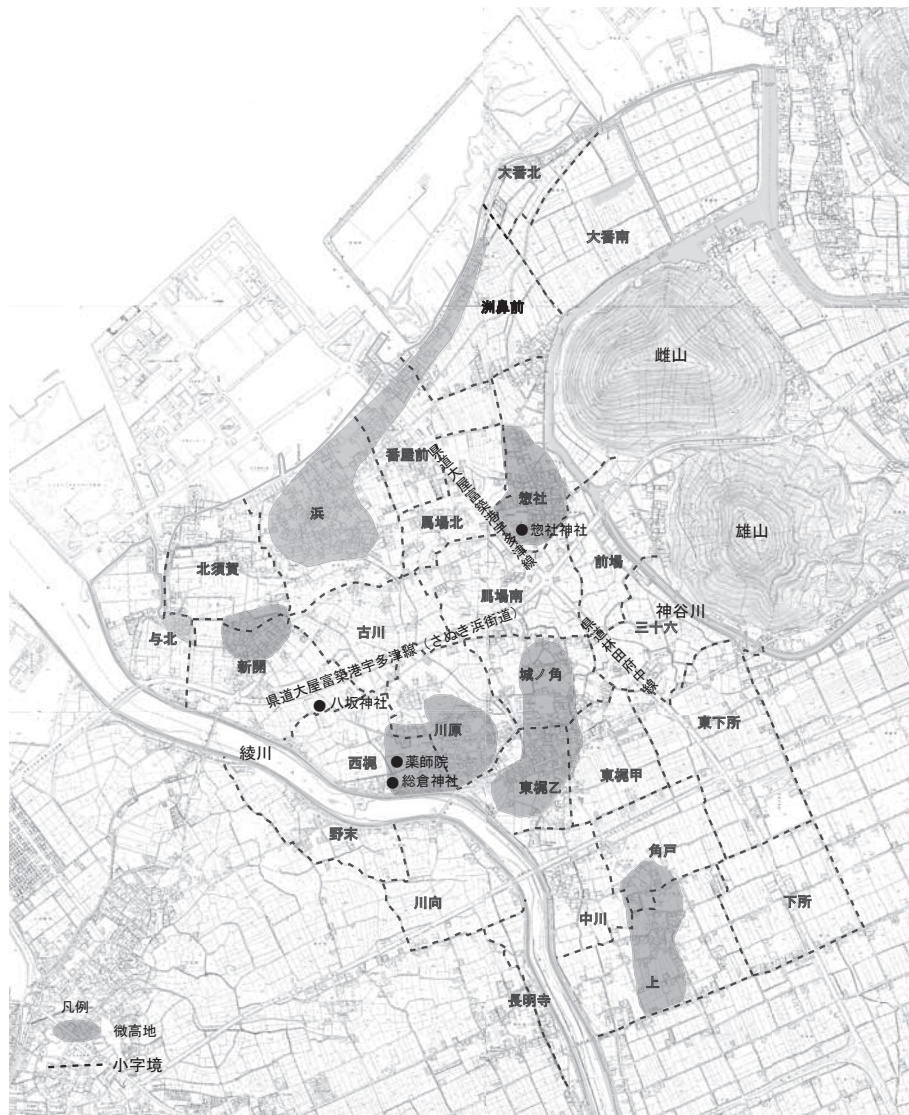 大番北
大番南
洲鼻前
雌山
番屋前
県道大屋富築港宇多津線
惣社
浜
馬場北
惣社神社
雄山
北須賀
前場
馬場南
神谷川
三十六
古川
与北
新開
県道大屋富築港宇多津線（さぬき浜街道）
県道林田府中線
城ノ角
八坂神社
川原
東下所
綾川
西梶
薬師院
東梶甲
総倉神社
東梶乙
野末
角戸
川向
中川
下所
上
長明寺
凡例
微高地
小字境